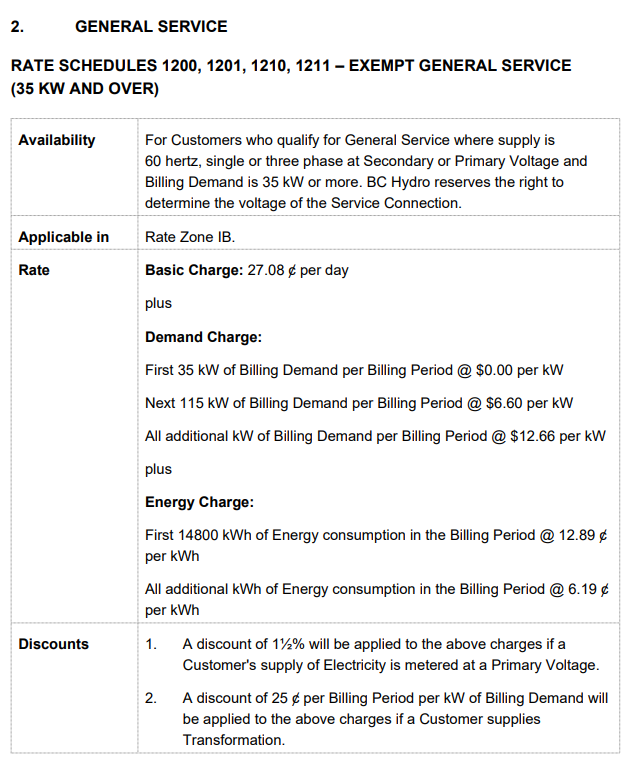 2. GENERAL SERVICE
RATE SCHEDULES 1200, 1201, 1210, 1211 – EXEMPT GENERAL SERVICE
(35 KW AND OVER)
Availability
For Customers who qualify for General Service where supply is
60 hertz, single or three phase at Secondary or Primary Voltage and
Billing Demand is 35 kW or more. BC Hydro reserves the right to
determine the voltage of the Service Connection.
Applicable in
Rate Zone IB.
Rate
Basic Charge: 27.08 ¢ per day
plus
Demand Charge:
First 35 kW of Billing Demand per Billing Period @ $0.00 per kW
Next 115 kW of Billing Demand per Billing Period @ $6.60 per kW
All additional kW of Billing Demand per Billing Period @ $12.66 per kW
plus
Energy Charge:
First 14800 kWh of Energy consumption in the Billing Period @ 12.89 ¢
per kWh
All additional kWh of Energy consumption in the Billing Period @ 6.19 ¢
per kWh
Discounts
1. A discount of 1½% will be applied to the above charges if a
Customer's supply of Electricity is metered at a Primary Voltage.
2. A discount of 25 ¢ per Billing Period per kW of Billing Demand will
be applied to the above charges if a Customer supplies
Transformation.